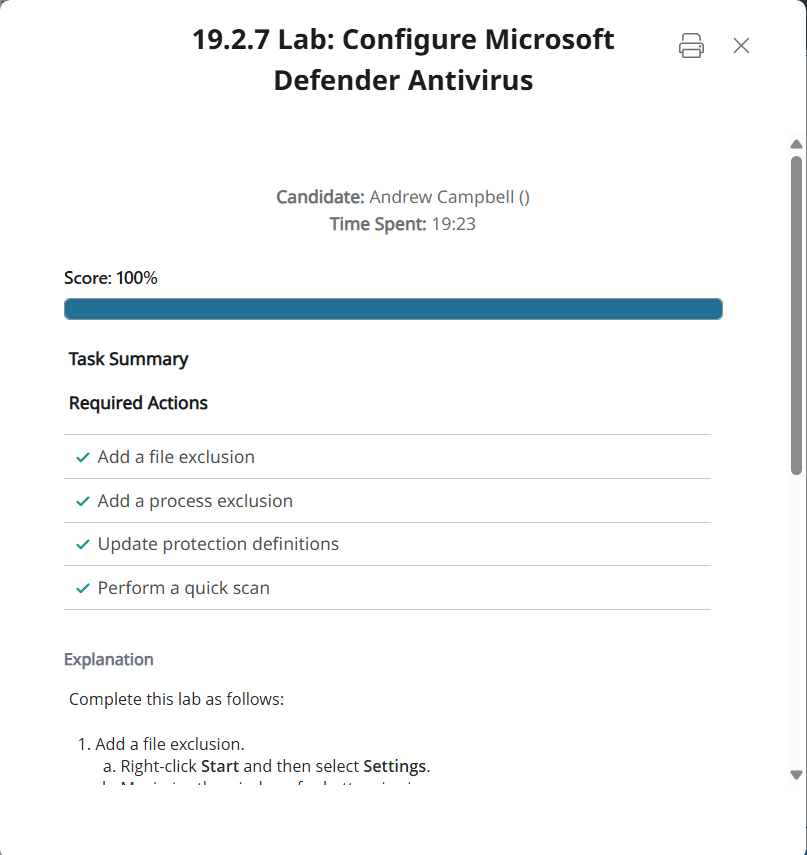 19.2.7 Lab: Configure Microsoft
Defender Antivirus
Candidate: Andrew Campbell ()
Time Spent: 19:23
Score: 100%
Task Summary
Required Actions
Add a file exclusion
Add a process exclusion
Update protection definitions
Perform a quick scan
Explanation
Complete this lab as follows:
1. Add a file exclusion.
a. Right-click Start and then select Settings.